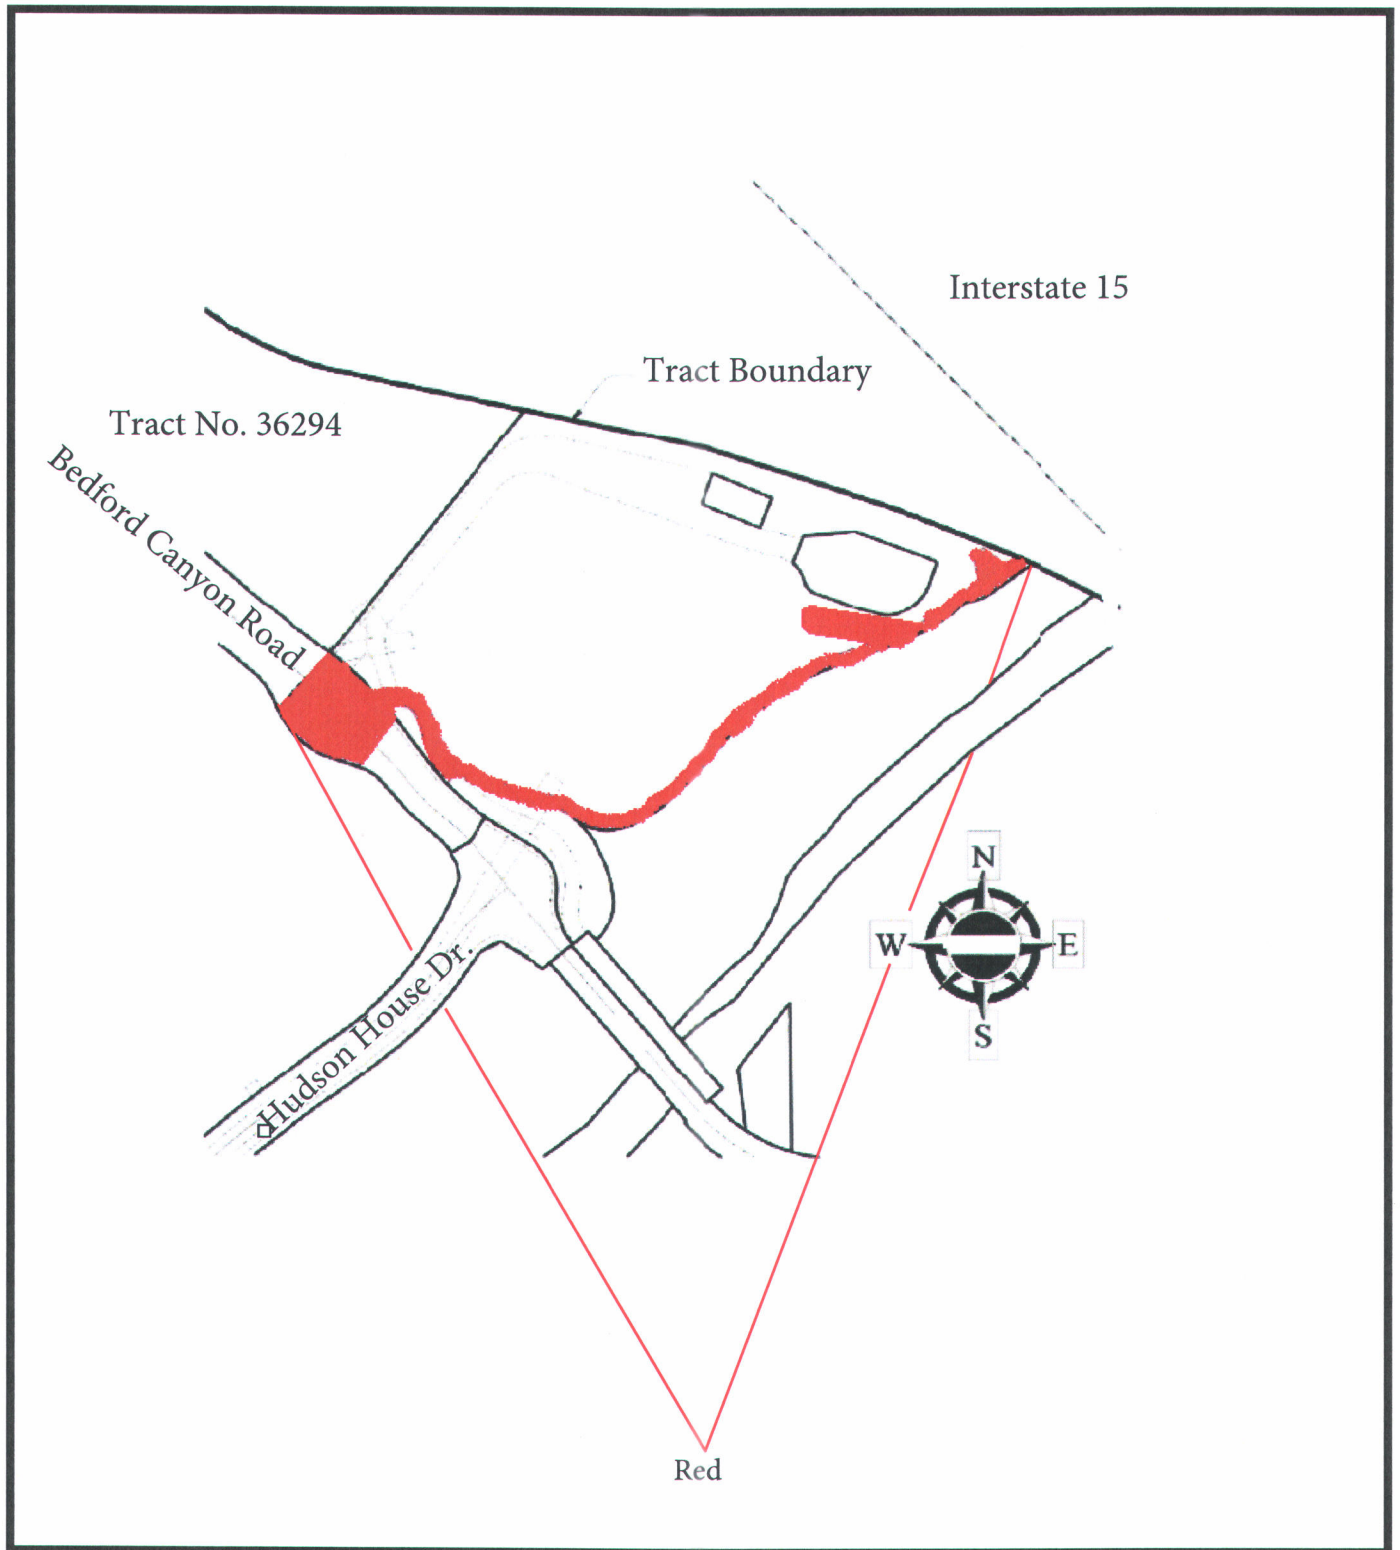 Interstate 15
Tract Boundary
Tract No. 36294
Bedford Canyon Road
N
W
E
S
Hudson House Dr.
Red